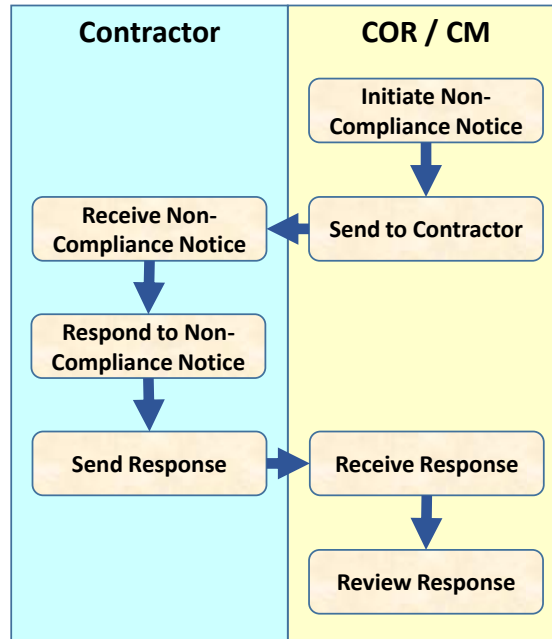 Contractor
COR / CM
Initiate Non-
Compliance Notice
Send to Contractor
Receive Non-
Compliance Notice
Respond to Non-
Compliance Notice
Send Response
Receive Response
Review Response